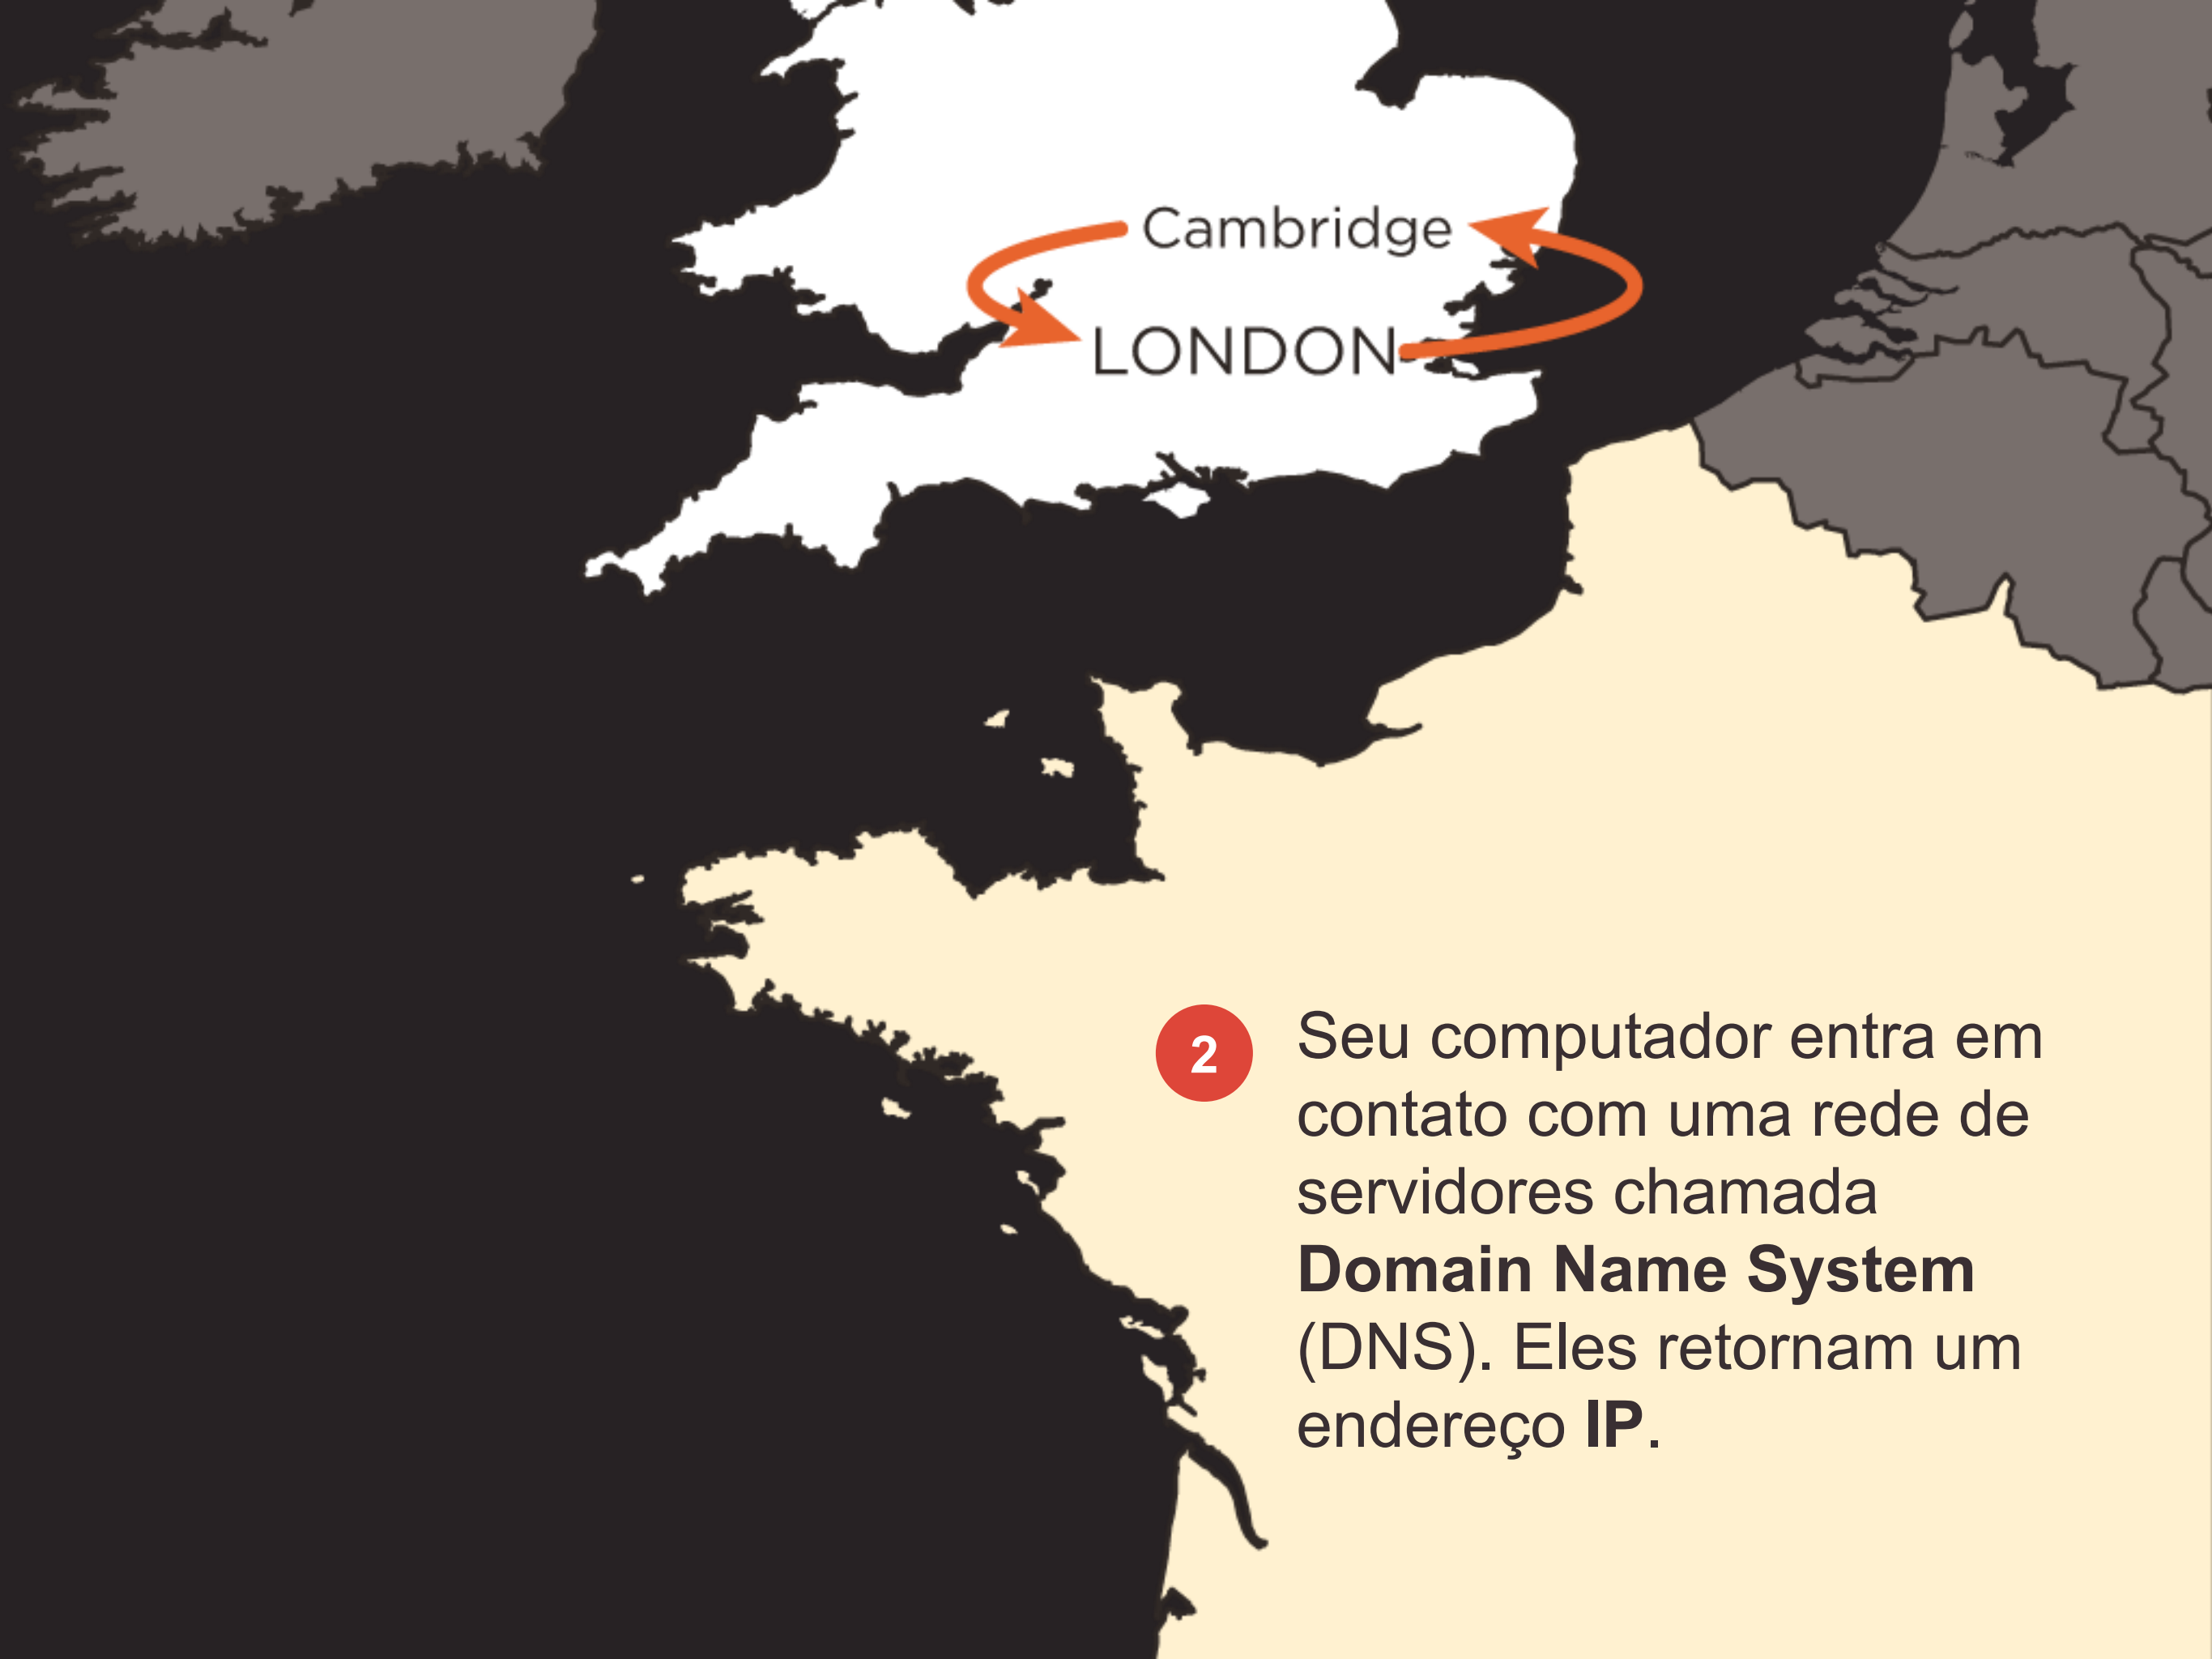 Cambridge
LONDON
2
Seu computador entra em
contato com uma rede de
servidores chamada
Domain Name System
(DNS). Eles retornam um
endereço IP.